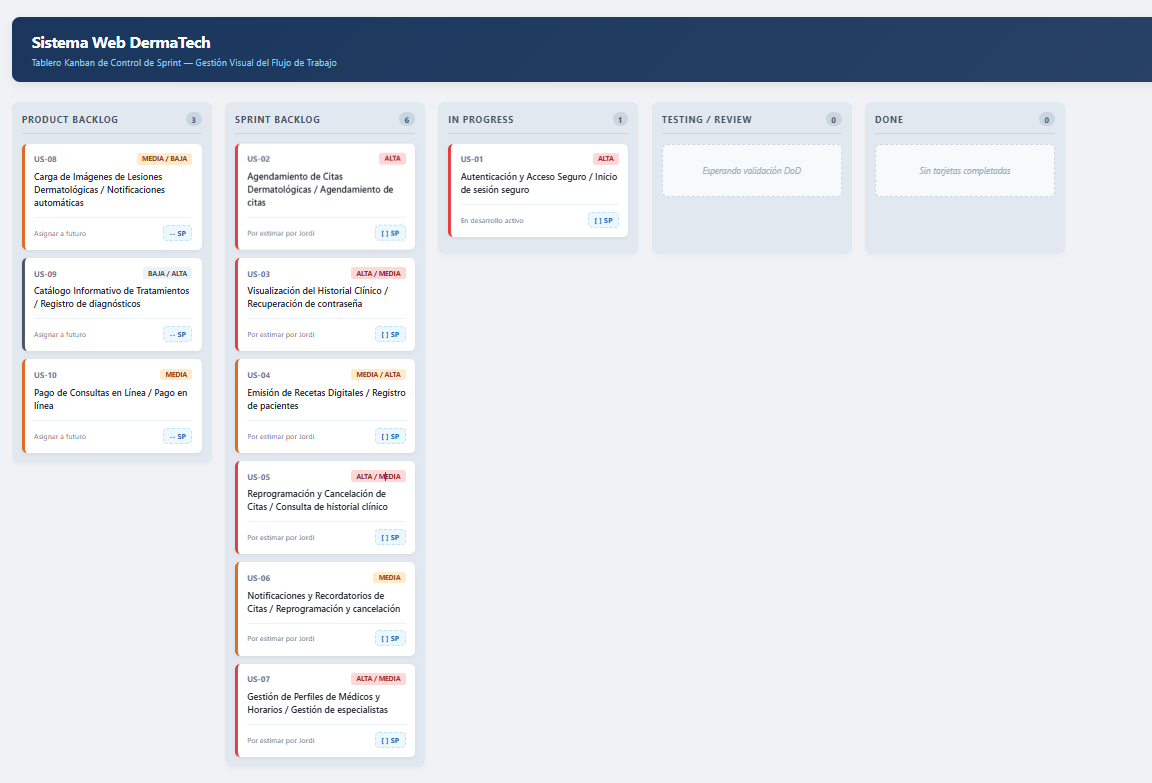 Sistema Web DermaTech
Tablero Kanban de Control de Sprint — Gestión Visual del Flujo de Trabajo
PRODUCT BACKLOG 3
US-08 MEDIA / BAJA
Carga de Imágenes de Lesiones
Dermatológicas / Notificaciones
automáticas
Asignar a futuro -- SP
US-09 BAJA / ALTA
Catálogo Informativo de Tratamientos
/ Registro de diagnósticos
Asignar a futuro -- SP
US-10 MEDIA
Pago de Consultas en Línea / Pago en
línea
Asignar a futuro -- SP
SPRINT BACKLOG 6
US-02 ALTA
Agendamiento de Citas
Dermatológicas / Agendamiento de
citas
Por estimar por Jordi [ ] SP
US-03 ALTA / MEDIA
Visualización del Historial Clínico /
Recuperación de contraseña
Por estimar por Jordi [ ] SP
US-04 MEDIA / ALTA
Emisión de Recetas Digitales / Registro
de pacientes
Por estimar por Jordi [ ] SP
US-05 ALTA / MEDIA
Reprogramación y Cancelación de
Citas / Consulta de historial clínico
Por estimar por Jordi [ ] SP
US-06 MEDIA
Notificaciones y Recordatorios de
Citas / Reprogramación y cancelación
Por estimar por Jordi [ ] SP
US-07 ALTA / MEDIA
Gestión de Perfiles de Médicos y
Horarios / Gestión de especialistas
Por estimar por Jordi [ ] SP
IN PROGRESS 1
US-01 ALTA
Autenticación y Acceso Seguro / Inicio
de sesión seguro
En desarrollo activo [ ] SP
TESTING / REVIEW 0
Esperando validación DoD
DONE 0
Sin tarjetas completadas